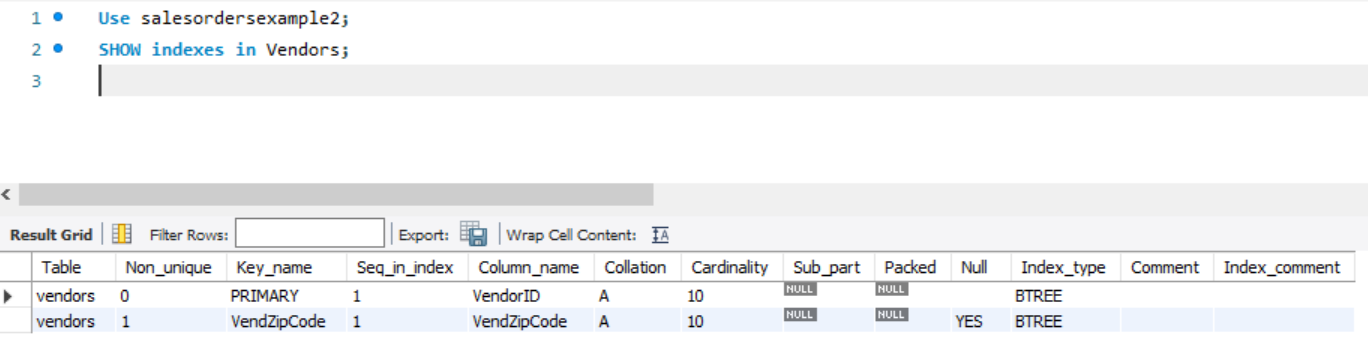 1 Use salesordersexample2;
2 SHOW indexes in Vendors;
3
Result Grid Filter Rows: Export: Wrap Cell Content: IA
Table Non_unique Key_name Seq_in_index Column_name Collation Cardinality Sub_part Packed Null Index_type Comment Index_comment
vendors 0 PRIMARY 1 VendorID A 10 NULL NULL BTREE
vendors 1 VendZipCode 1 VendZipCode A 10 NULL NULL YES BTREE